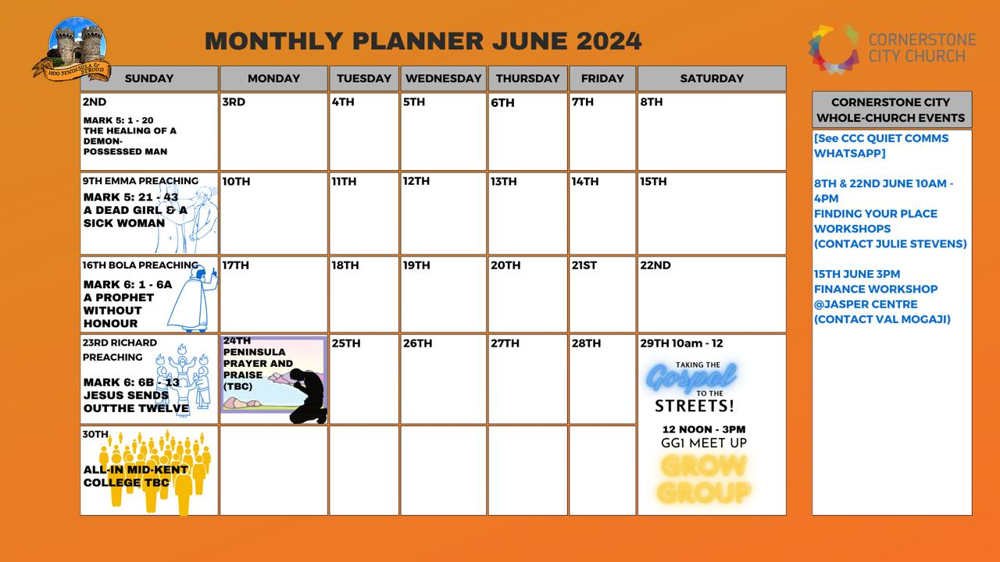 MONTHLY PLANNER JUNE 2024
HOO PENINSULA &
STROOD
CORNERSTONE
CITY CHURCH
SUNDAY
MONDAY
TUESDAY
WEDNESDAY
THURSDAY
FRIDAY
SATURDAY
2ND
MARK 5: 1 - 20
THE HEALING OF A
DEMON-
POSSESSED MAN
3RD
4TH
5TH
6TH
7TH
8TH
9TH EMMA PREACHING
MARK 5: 21 - 43
A DEAD GIRL & A
SICK WOMAN
10TH
11TH
12TH
13TH
14TH
15TH
16TH BOLA PREACHING
MARK 6: 1 - 6A
A PROPHET
WITHOUT
HONOUR
17TH
18TH
19TH
20TH
21ST
22ND
23RD RICHARD
PREACHING
MARK 6: 6B - 13
JESUS SENDS
OUTTHE TWELVE
24TH
PENINSULA
PRAYER AND
PRAISE
(TBC)
25TH
26TH
27TH
28TH
29TH 10am - 12
TAKING THE
Gospel
TO THE
STREETS!
12 NOON - 3PM
GG1 MEET UP
GROW
GROUP
30TH
ALL-IN MID-KENT
COLLEGE TBC
CORNERSTONE CITY
WHOLE-CHURCH EVENTS
[See CCC QUIET COMMS
WHATSAPP]
8TH & 22ND JUNE 10AM -
4PM
FINDING YOUR PLACE
WORKSHOPS
(CONTACT JULIE STEVENS)
15TH JUNE 3PM
FINANCE WORKSHOP
@JASPER CENTRE
(CONTACT VAL MOGAJI)